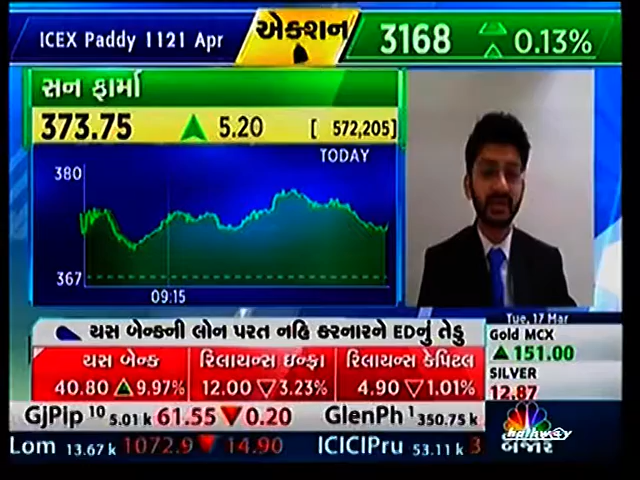 ICEX Paddy 1121 Apr
એક્શન
3168 0.13%
સન ફાર્મા
373.75 5.20 [ 572,205]
TODAY
380
367
09:15
યસ બેન્કની લોન પરત નહિ કરનારને EDનું તેડુ
યસ બેન્ક
40.80 9.97%
રિલાયન્સ ઇન્ફ્રા
12.00 3.23%
રિલાયન્સ કેપિટલ
4.90 1.01%
Tue, 17 Mar
Gold MCX
151.00
SILVER
12.87
GjPip 10 5.01 k 61.55 0.20 GlenPh 1 350.75 k
Lom 13.67 k 1072.9 14.90 ICICIPru 53.11 k 3
hathway
બજાર